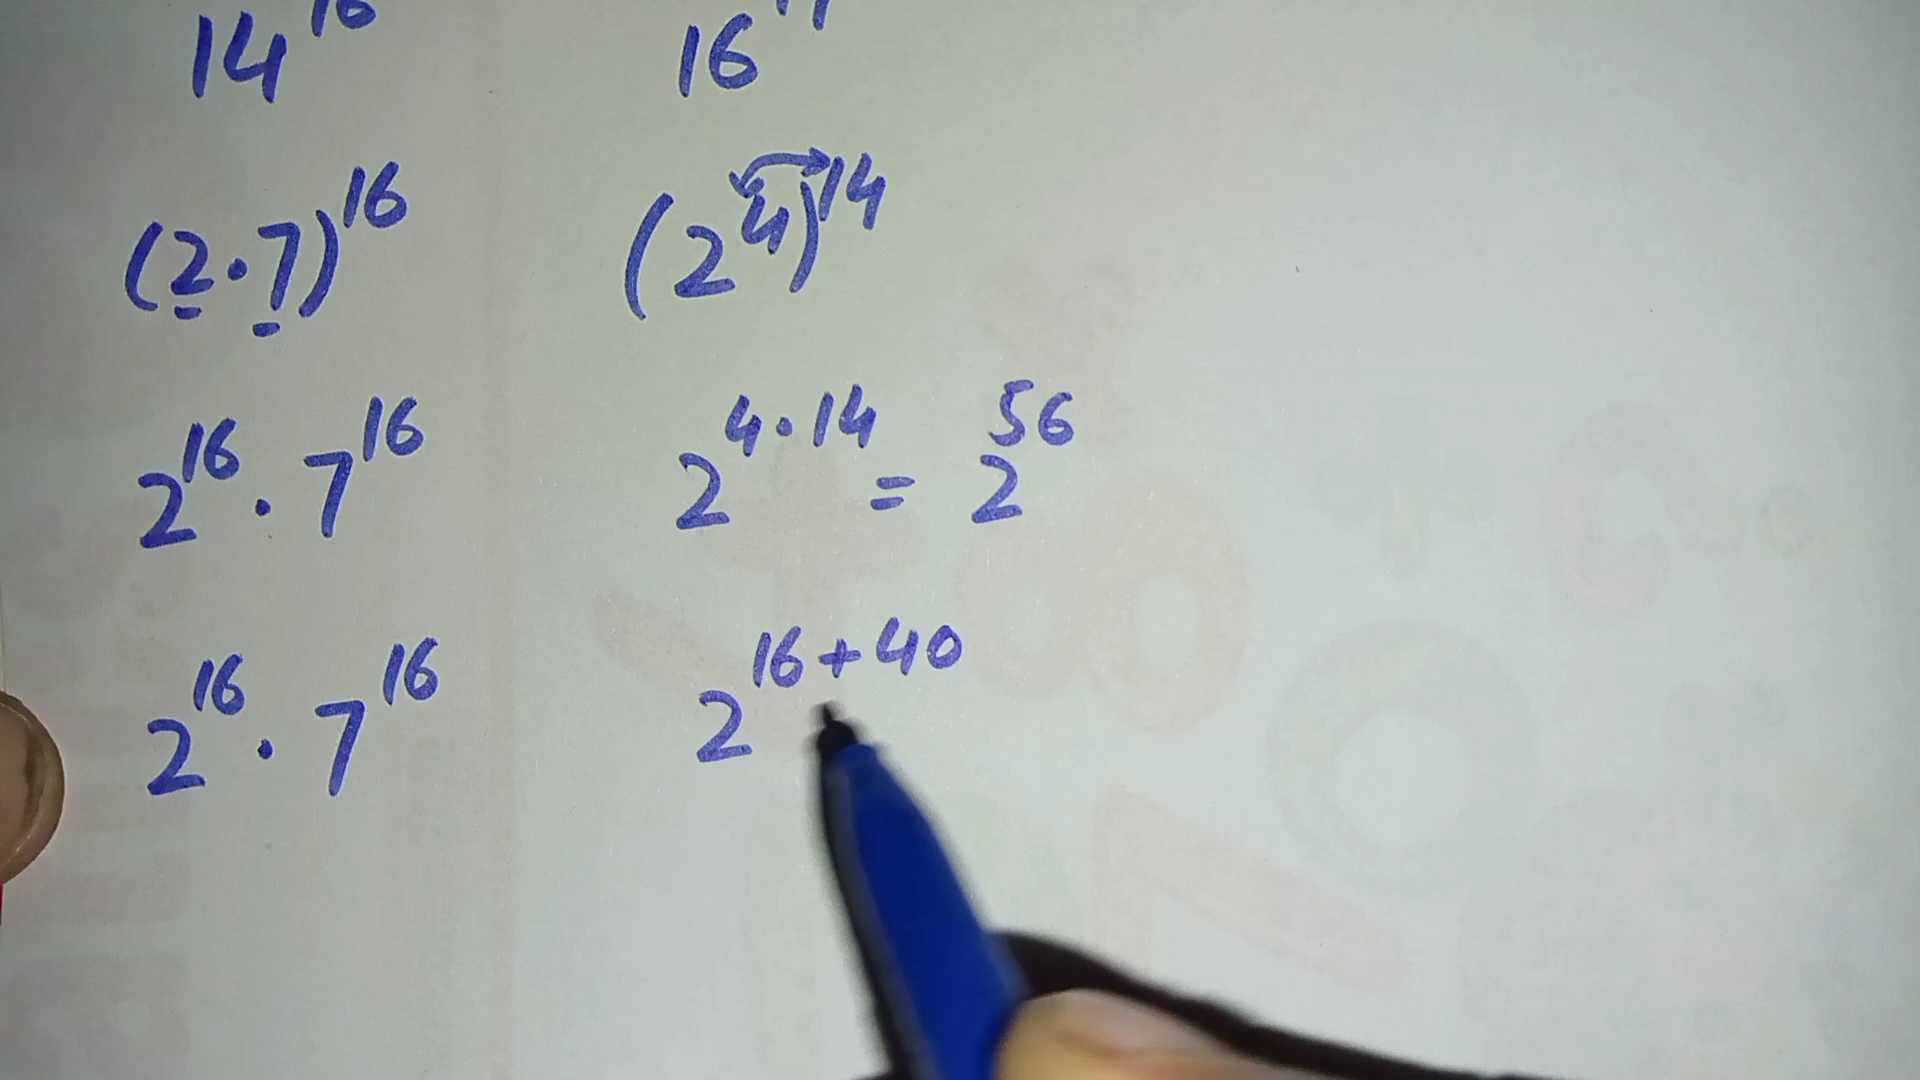 14^16 16^14
(2·7)^16 (2^4)^14
2^16 · 7^16 2^4·14 = 2^56
2^16 · 7^16 2^16+40